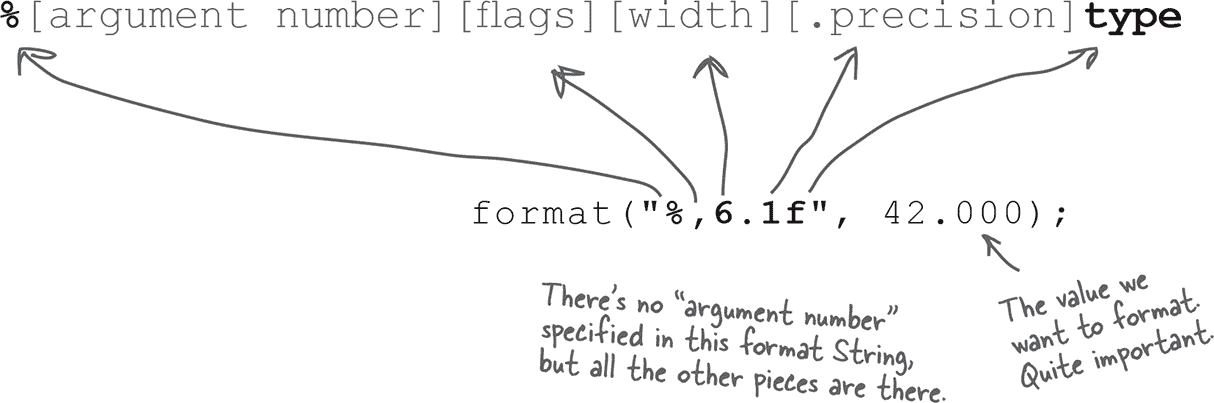 %[argument number][flags][width][.precision]type
format("%,6.1f", 42.000);
There's no "argument number"
specified in this format String,
but all the other pieces are there.
The value we
want to format.
Quite important.